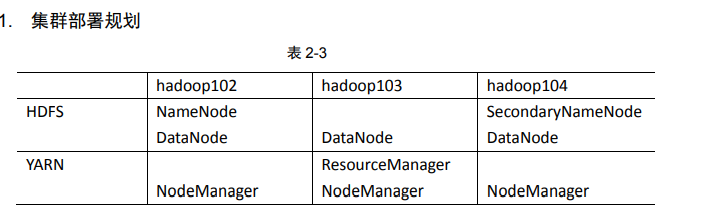 1. 集群部署规划
表 2-3
hadoop102 hadoop103 hadoop104
HDFS NameNode SecondaryNameNode
DataNode DataNode DataNode
YARN ResourceManager
NodeManager NodeManager NodeManager